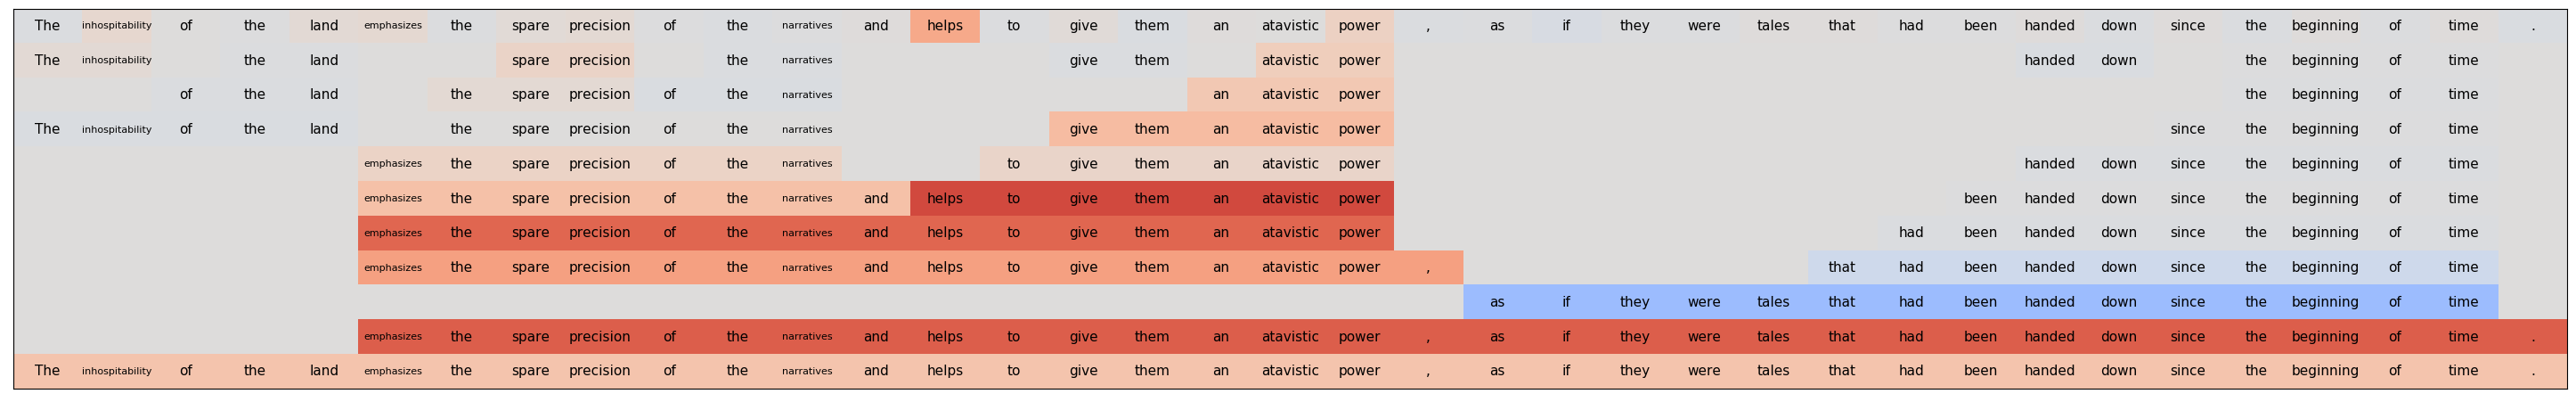 The inhospitability of the land emphasizes the spare precision of the narratives and helps to give them an atavistic power , as if they were tales that had been handed down since the beginning of time .
The inhospitability the land spare precision the narratives give them atavistic power handed down the beginning of time
of the land the spare precision of the narratives an atavistic power the beginning of time
The inhospitability of the land the spare precision of the narratives give them an atavistic power since the beginning of time
emphasizes the spare precision of the narratives to give them an atavistic power handed down since the beginning of time
emphasizes the spare precision of the narratives and helps to give them an atavistic power been handed down since the beginning of time
emphasizes the spare precision of the narratives and helps to give them an atavistic power had been handed down since the beginning of time
emphasizes the spare precision of the narratives and helps to give them an atavistic power , that had been handed down since the beginning of time
as if they were tales that had been handed down since the beginning of time
emphasizes the spare precision of the narratives and helps to give them an atavistic power , as if they were tales that had been handed down since the beginning of time .
The inhospitability of the land emphasizes the spare precision of the narratives and helps to give them an atavistic power , as if they were tales that had been handed down since the beginning of time .